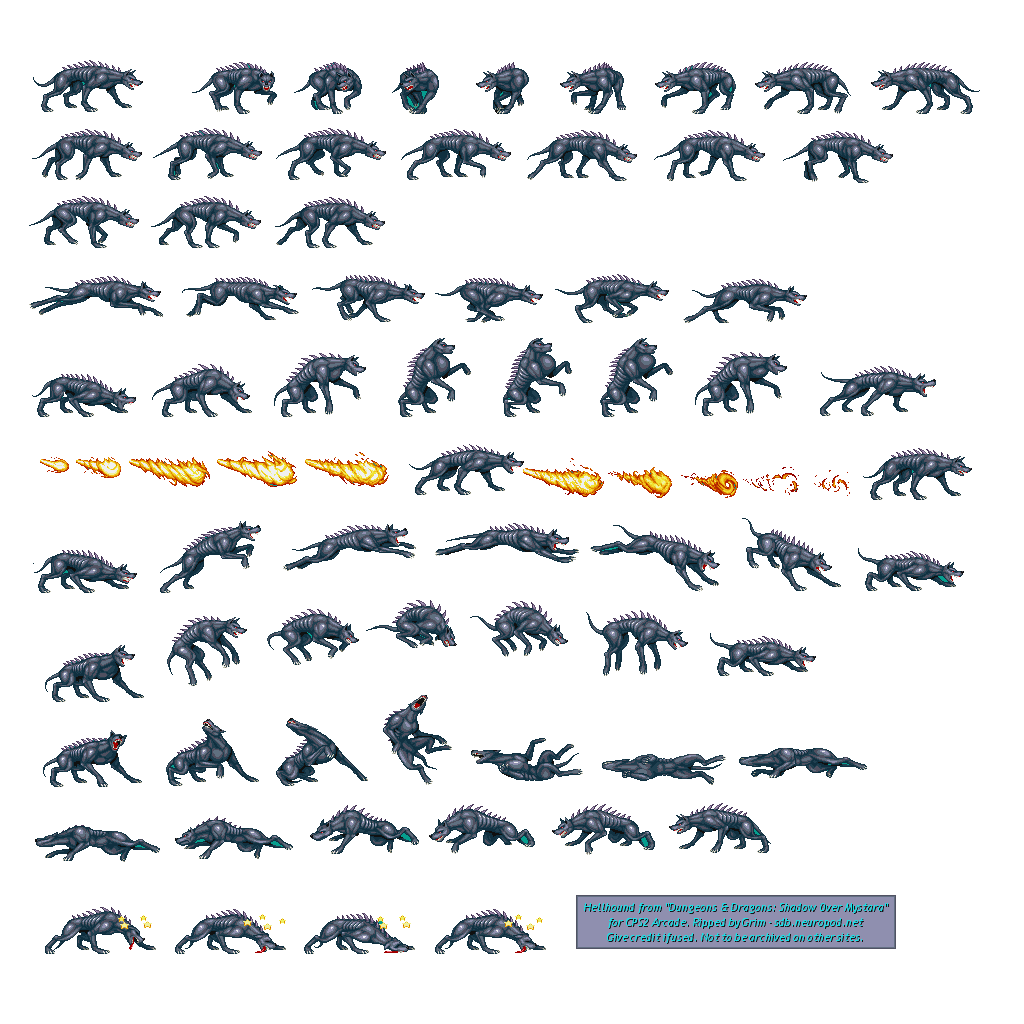 Hellhound from "Dungeons & Dragons: Shadow Over Mystara"
for CPS2 Arcade. Ripped by Grim - sdb.neuropod.net
Give credit if used. Not to be archived on other sites.